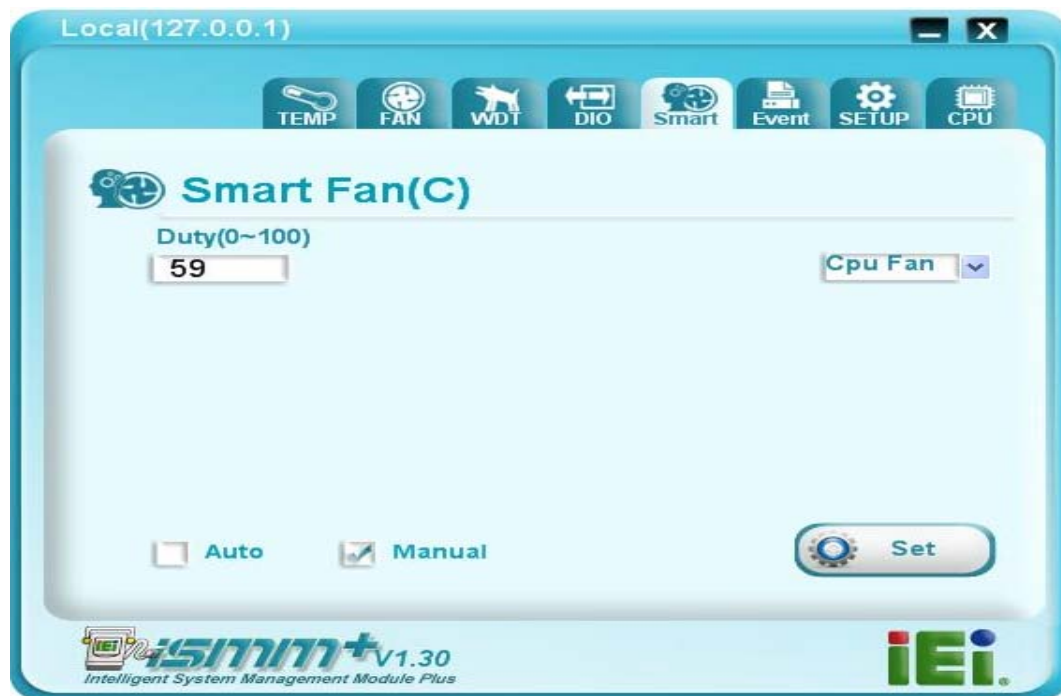 Local(127.0.0.1)
TEMP FAN WDT DIO Smart Event SETUP CPU
Smart Fan(C)
Duty(0~100)
59
Cpu Fan
Auto Manual
Set
iEi iSMM+ V1.30
Intelligent System Management Module Plus
iEi.